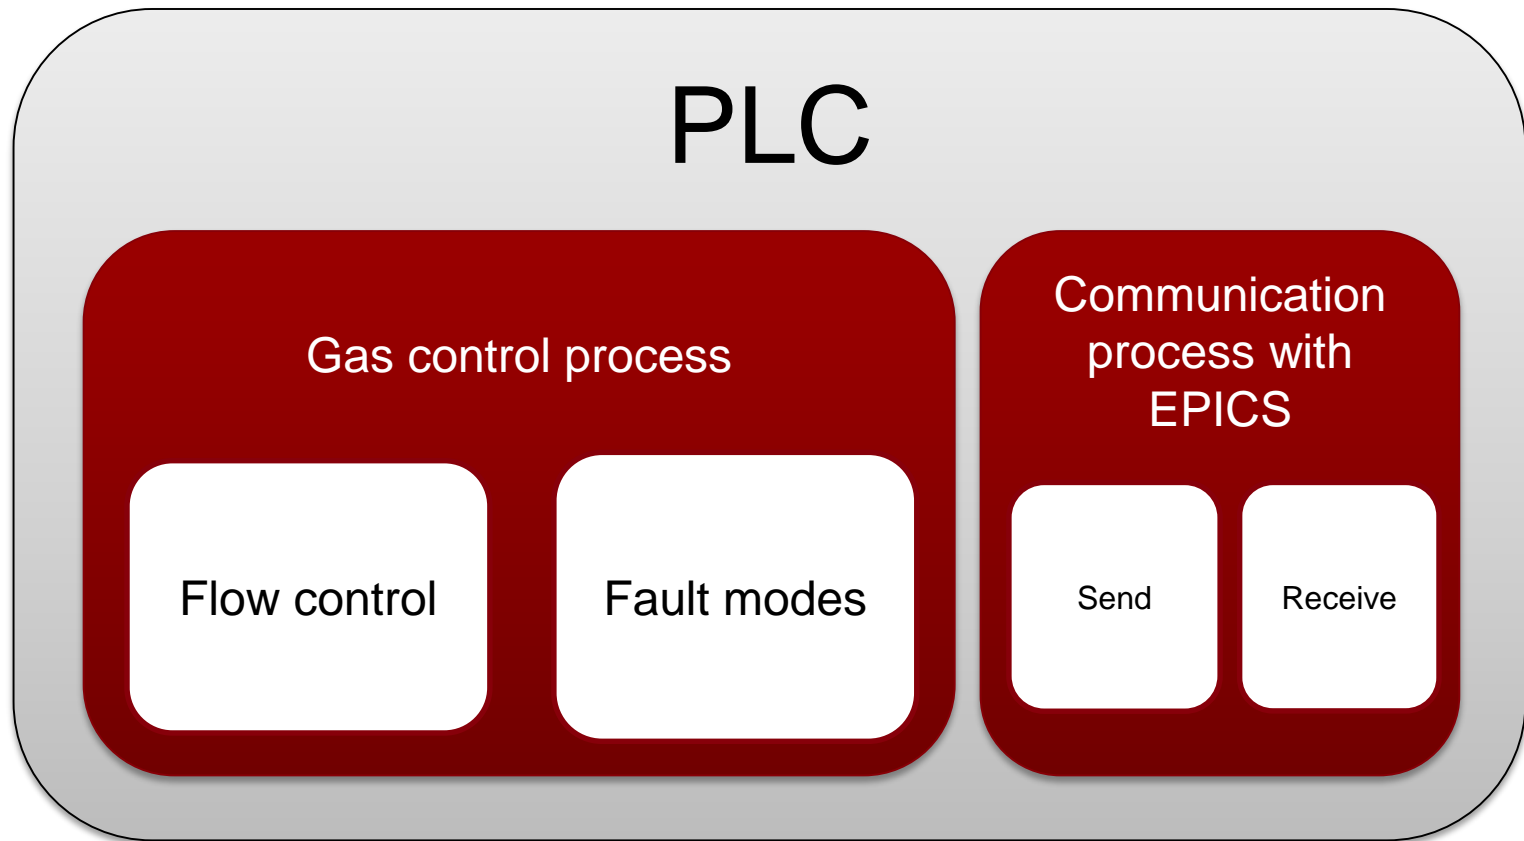 PLC
Gas control process
Communication
process with
EPICS
Flow control
Fault modes
Send
Receive